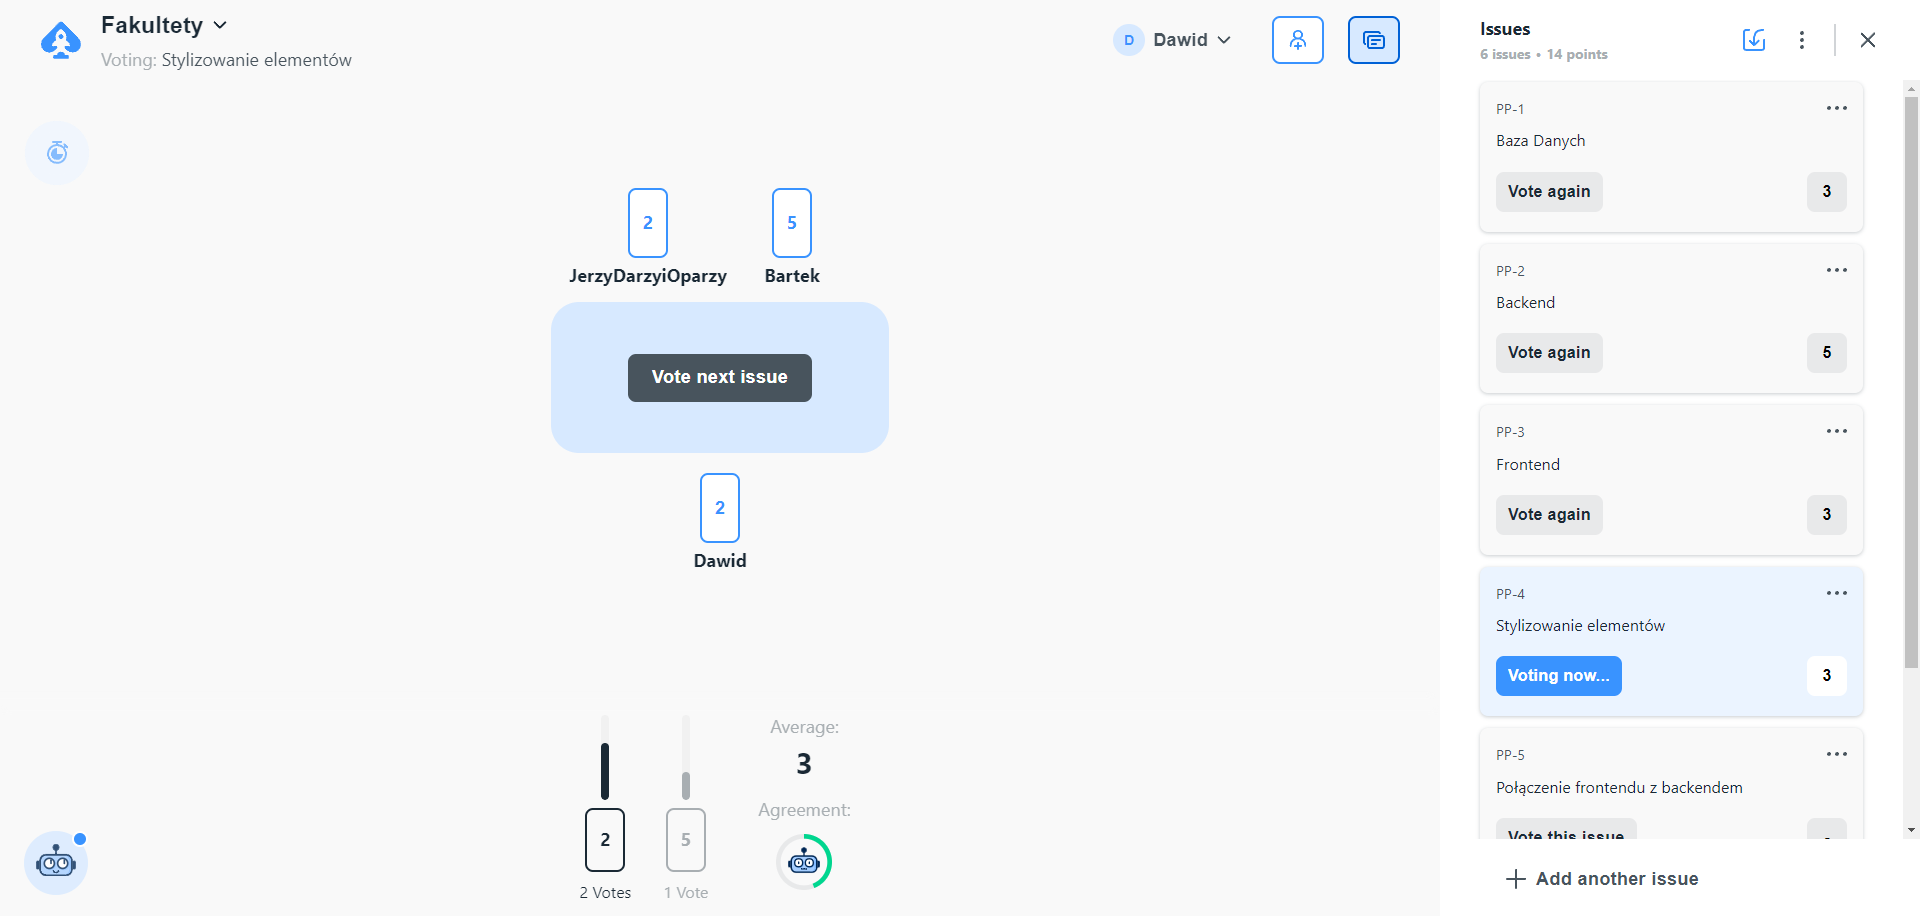 Fakultety
Voting: Stylizowanie elementów
D Dawid
2
5
JerzyDarzyiOparzy
Bartek
Vote next issue
2
Dawid
2
2 Votes
5
1 Vote
Average:
3
Agreement:
Issues
6 issues • 14 points
PP-1
Baza Danych
Vote again
3
PP-2
Backend
Vote again
5
PP-3
Frontend
Vote again
3
PP-4
Stylizowanie elementów
Voting now...
3
PP-5
Połączenie frontendu z backendem
Vote this issue
-
Add another issue